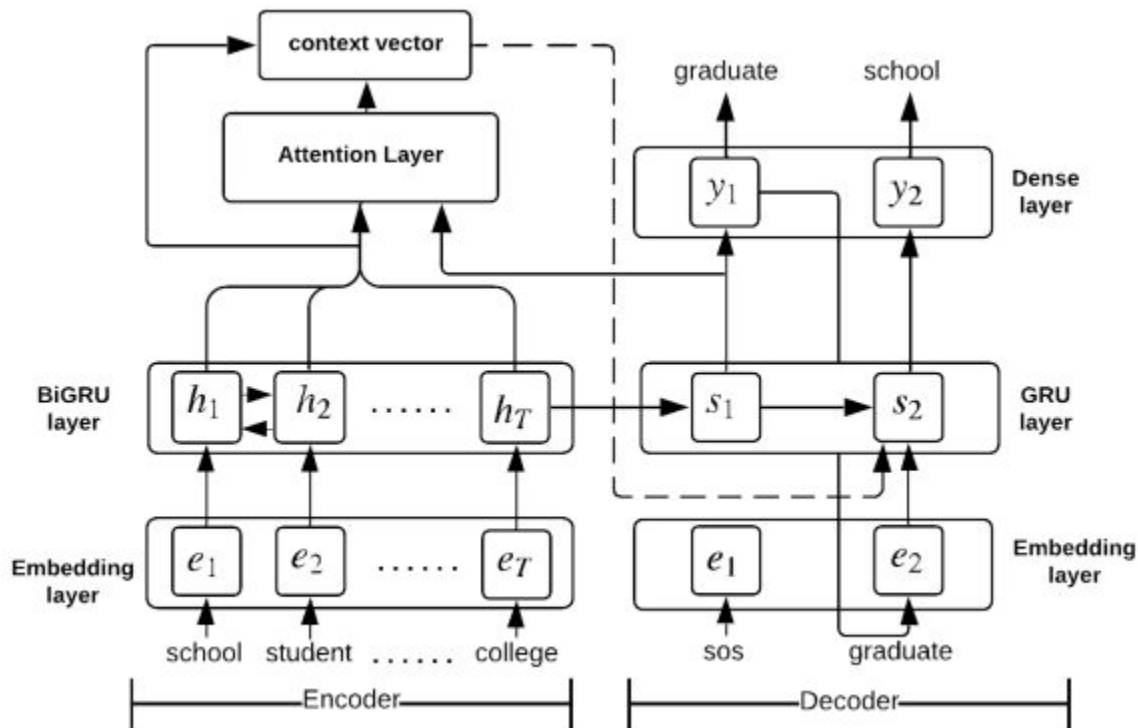 context vector
Attention Layer
graduate school
y1 y2
Dense
layer
BiGRU
layer
h1 h2 ...... hT
s1 s2
GRU
layer
Embedding
layer
e1 e2 ...... eT
e1 e2
Embedding
layer
school student ...... college
sos graduate
Encoder
Decoder